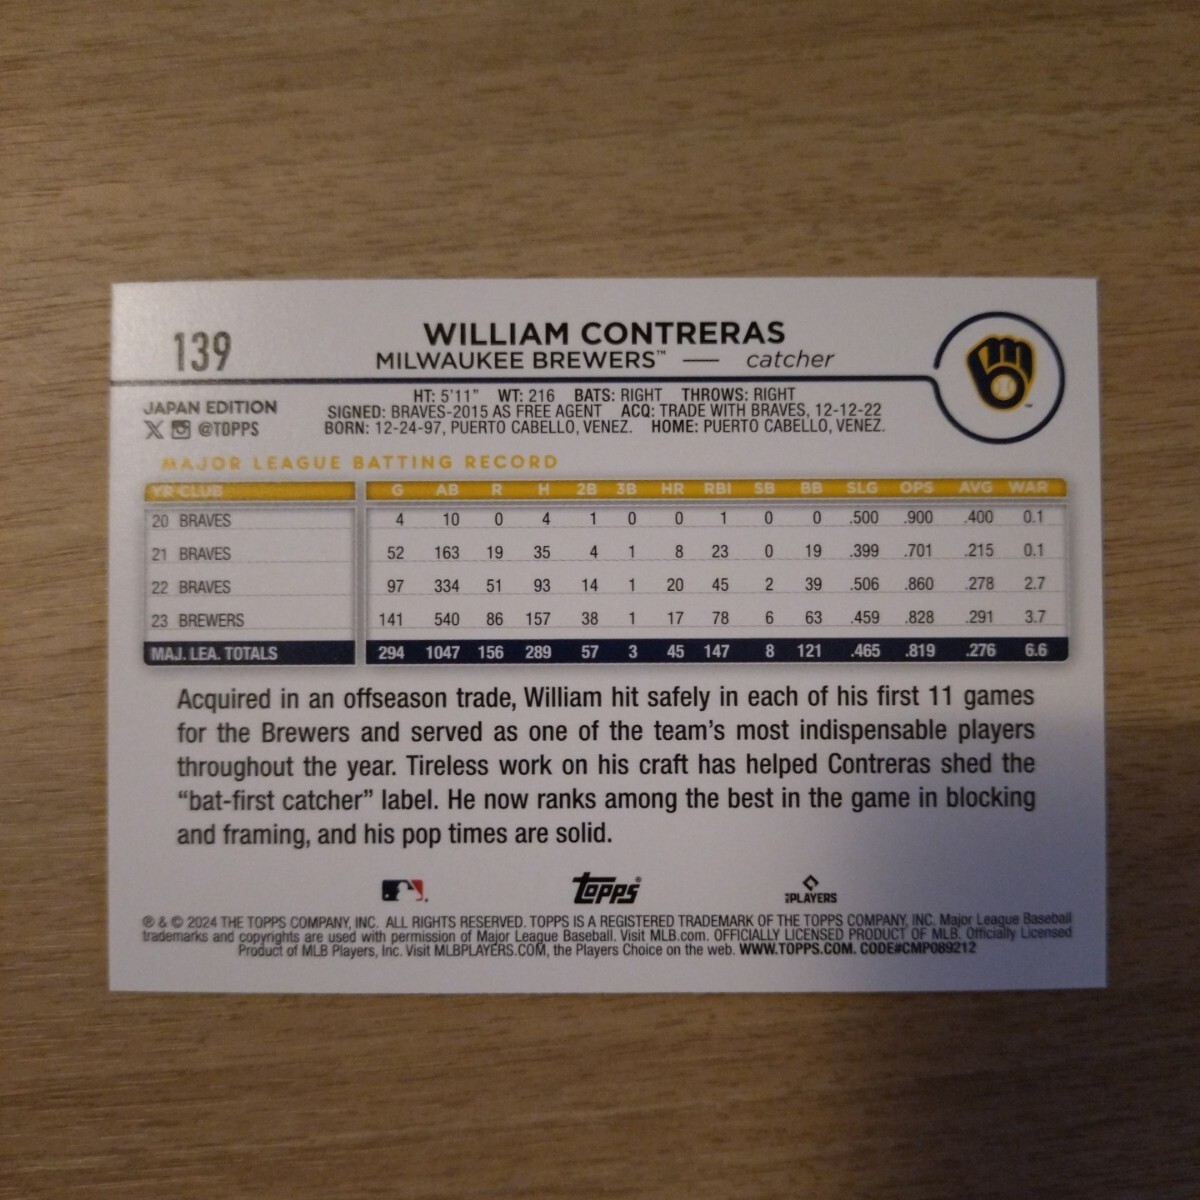 139
WILLIAM CONTRERAS
MILWAUKEE BREWERS™ — catcher
JAPAN EDITION
@TOPPS
HT: 5'11" WT: 216 BATS: RIGHT THROWS: RIGHT
SIGNED: BRAVES-2015 AS FREE AGENT ACQ: TRADE WITH BRAVES, 12-12-22
BORN: 12-24-97, PUERTO CABELLO, VENEZ. HOME: PUERTO CABELLO, VENEZ.
MAJOR LEAGUE BATTING RECORD
YR CLUB G AB R H 2B 3B HR RBI SB BB SLG OPS AVG WAR
20 BRAVES 4 10 0 4 1 0 0 1 0 0 .500 .900 .400 0.1
21 BRAVES 52 163 19 35 4 1 8 23 0 19 .399 .701 .215 0.1
22 BRAVES 97 334 51 93 14 1 20 45 2 39 .506 .860 .278 2.7
23 BREWERS 141 540 86 157 38 1 17 78 6 63 .459 .828 .291 3.7
MAJ. LEA. TOTALS 294 1047 156 289 57 3 45 147 8 121 .465 .819 .276 6.6
Acquired in an offseason trade, William hit safely in each of his first 11 games
for the Brewers and served as one of the team's most indispensable players
throughout the year. Tireless work on his craft has helped Contreras shed the
“bat-first catcher” label. He now ranks among the best in the game in blocking
and framing, and his pop times are solid.
Topps®
PLAYERS
® & © 2024 THE TOPPS COMPANY, INC. ALL RIGHTS RESERVED. TOPPS IS A REGISTERED TRADEMARK OF THE TOPPS COMPANY, INC. Major League Baseball
trademarks and copyrights are used with permission of Major League Baseball. Visit MLB.com. OFFICIALLY LICENSED PRODUCT OF MLB. Officially Licensed
Product of MLB Players, Inc. Visit MLBPLAYERS.COM, the Players Choice on the web. WWW.TOPPS.COM. CODE#CMP089212